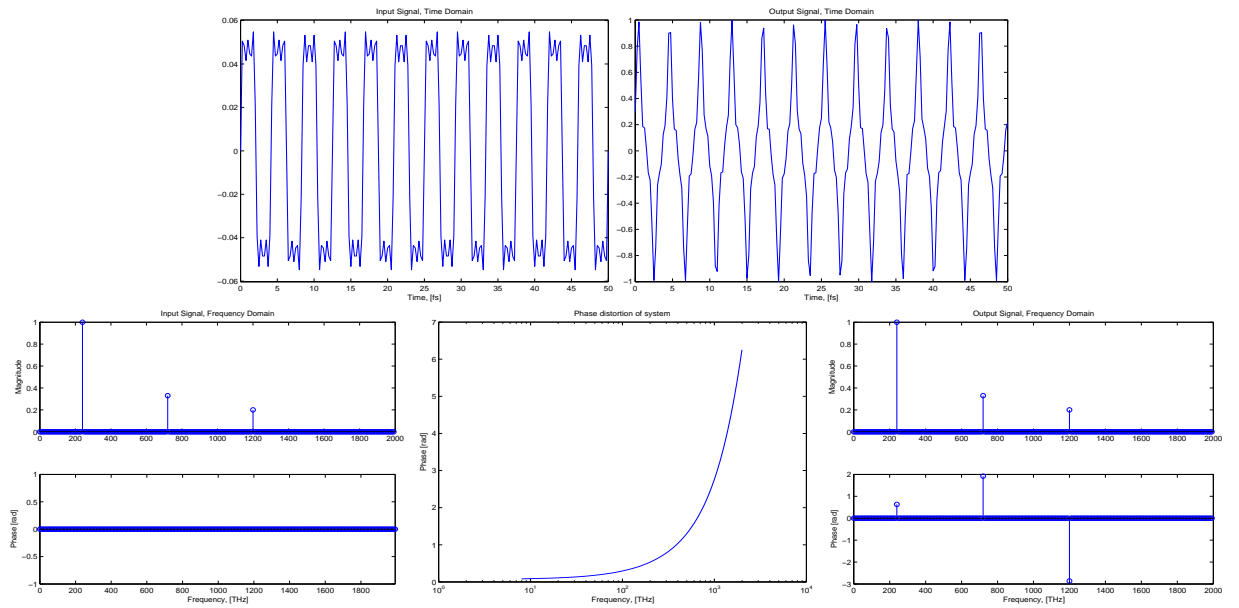 Input Signal, Time Domain
0.06
0.04
0.02
0
−0.02
−0.04
−0.06
0 5 10 15 20 25 30 35 40 45 50
Time, [fs]
Output Signal, Time Domain
1
0.8
0.6
0.4
0.2
0
−0.2
−0.4
−0.6
−0.8
−1
0 5 10 15 20 25 30 35 40 45 50
Time, [fs]
Input Signal, Frequency Domain
Magnitude
1
0.8
0.6
0.4
0.2
0
0 200 400 600 800 1000 1200 1400 1600 1800 2000
Phase [rad]
1
0.5
0
−0.5
−1
0 200 400 600 800 1000 1200 1400 1600 1800
Frequency, [THz]
Phase distortion of system
Phase [rad]
7
6
5
4
3
2
1
0
10^0 10^1 10^2 10^3 10^4
Frequency, [THz]
Output Signal, Frequency Domain
Magnitude
1
0.8
0.6
0.4
0.2
0
0 200 400 600 800 1000 1200 1400 1600 1800 2000
Phase [rad]
2
1
0
−1
−2
−3
0 200 400 600 800 1000 1200 1400 1600 1800 2000
Frequency, [THz]